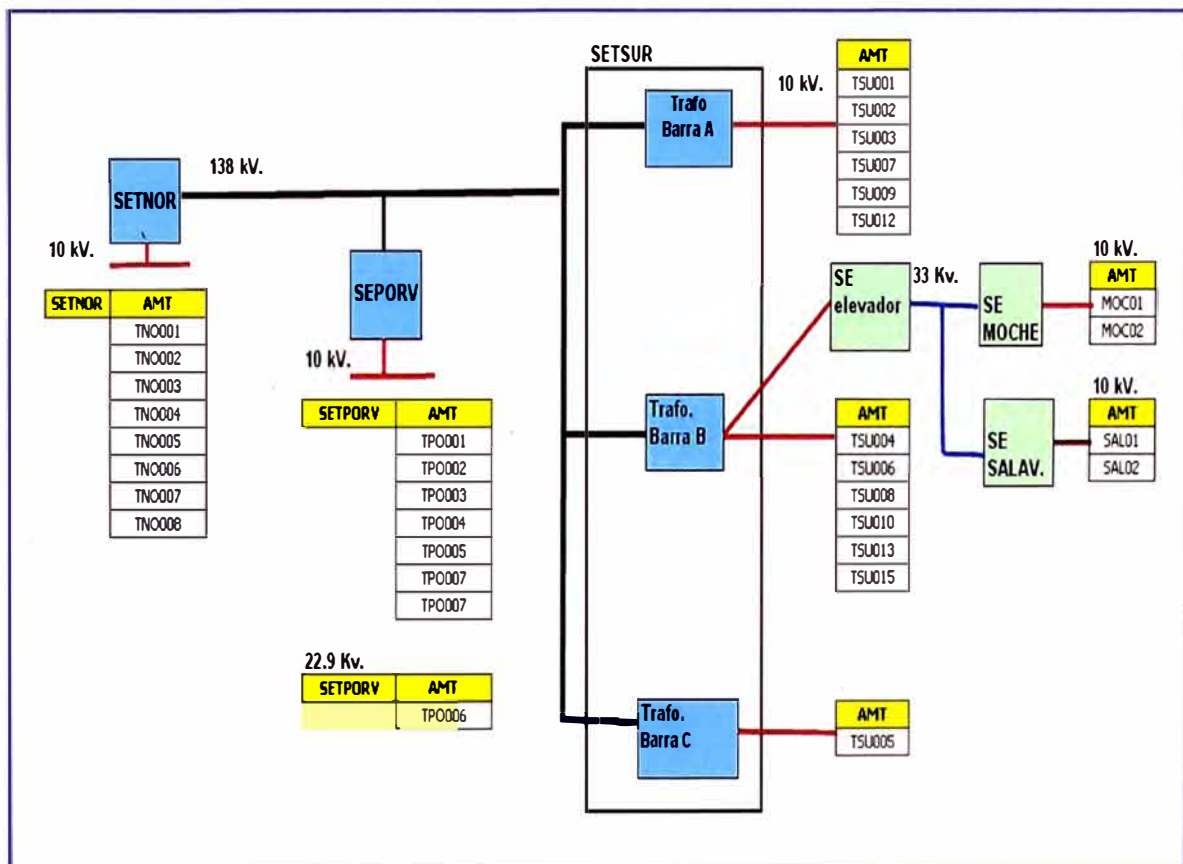 SETSUR
10 kV.
Trafo
Barra A
AMT
TSU001
TSU002
TSU003
TSU007
TSU009
TSU012
138 kV.
SETNOR
10 kV.
SETNOR AMT
TNO001
TNO002
TNO003
TNO004
TNO005
TNO006
TNO007
TNO008
SEPORV
10 kV.
SETPORV AMT
TPO001
TPO002
TPO003
TPO004
TPO005
TPO007
TPO007
22.9 Kv.
SETPORV AMT
TPO006
SE
elevador
33 Kv.
SE
MOCHE
10 kV.
AMT
MOC01
MOC02
SE
SALAV.
10 kV.
AMT
SAL01
SAL02
Trafo.
Barra B
AMT
TSU004
TSU006
TSU008
TSU010
TSU013
TSU015
Trafo.
Barra C
AMT
TSU005